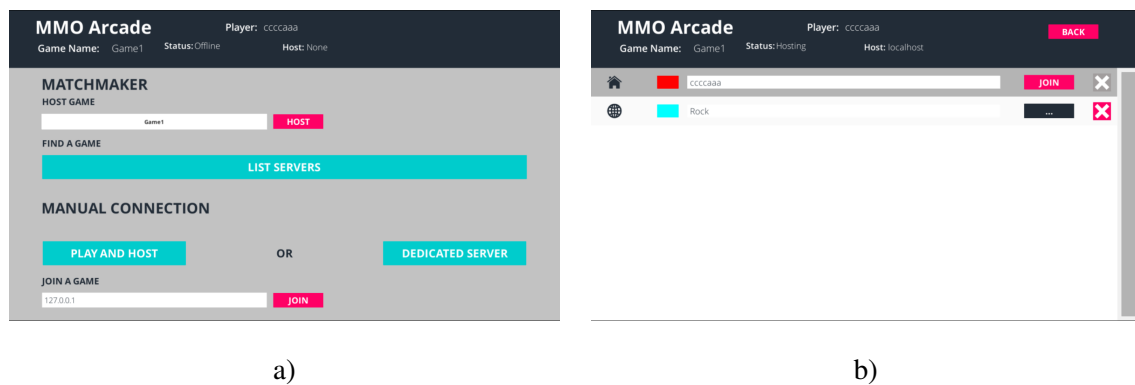 MMO Arcade
Player: ccccaaa
Game Name: Game1 Status: Offline Host: None
MATCHMAKER
HOST GAME
Game1 HOST
FIND A GAME
LIST SERVERS
MANUAL CONNECTION
PLAY AND HOST OR DEDICATED SERVER
JOIN A GAME
127.0.0.1 JOIN
a)
MMO Arcade
Player: ccccaaa
BACK
Game Name: Game1 Status: Hosting Host: localhost
ccccaaa JOIN
Rock ...
b)